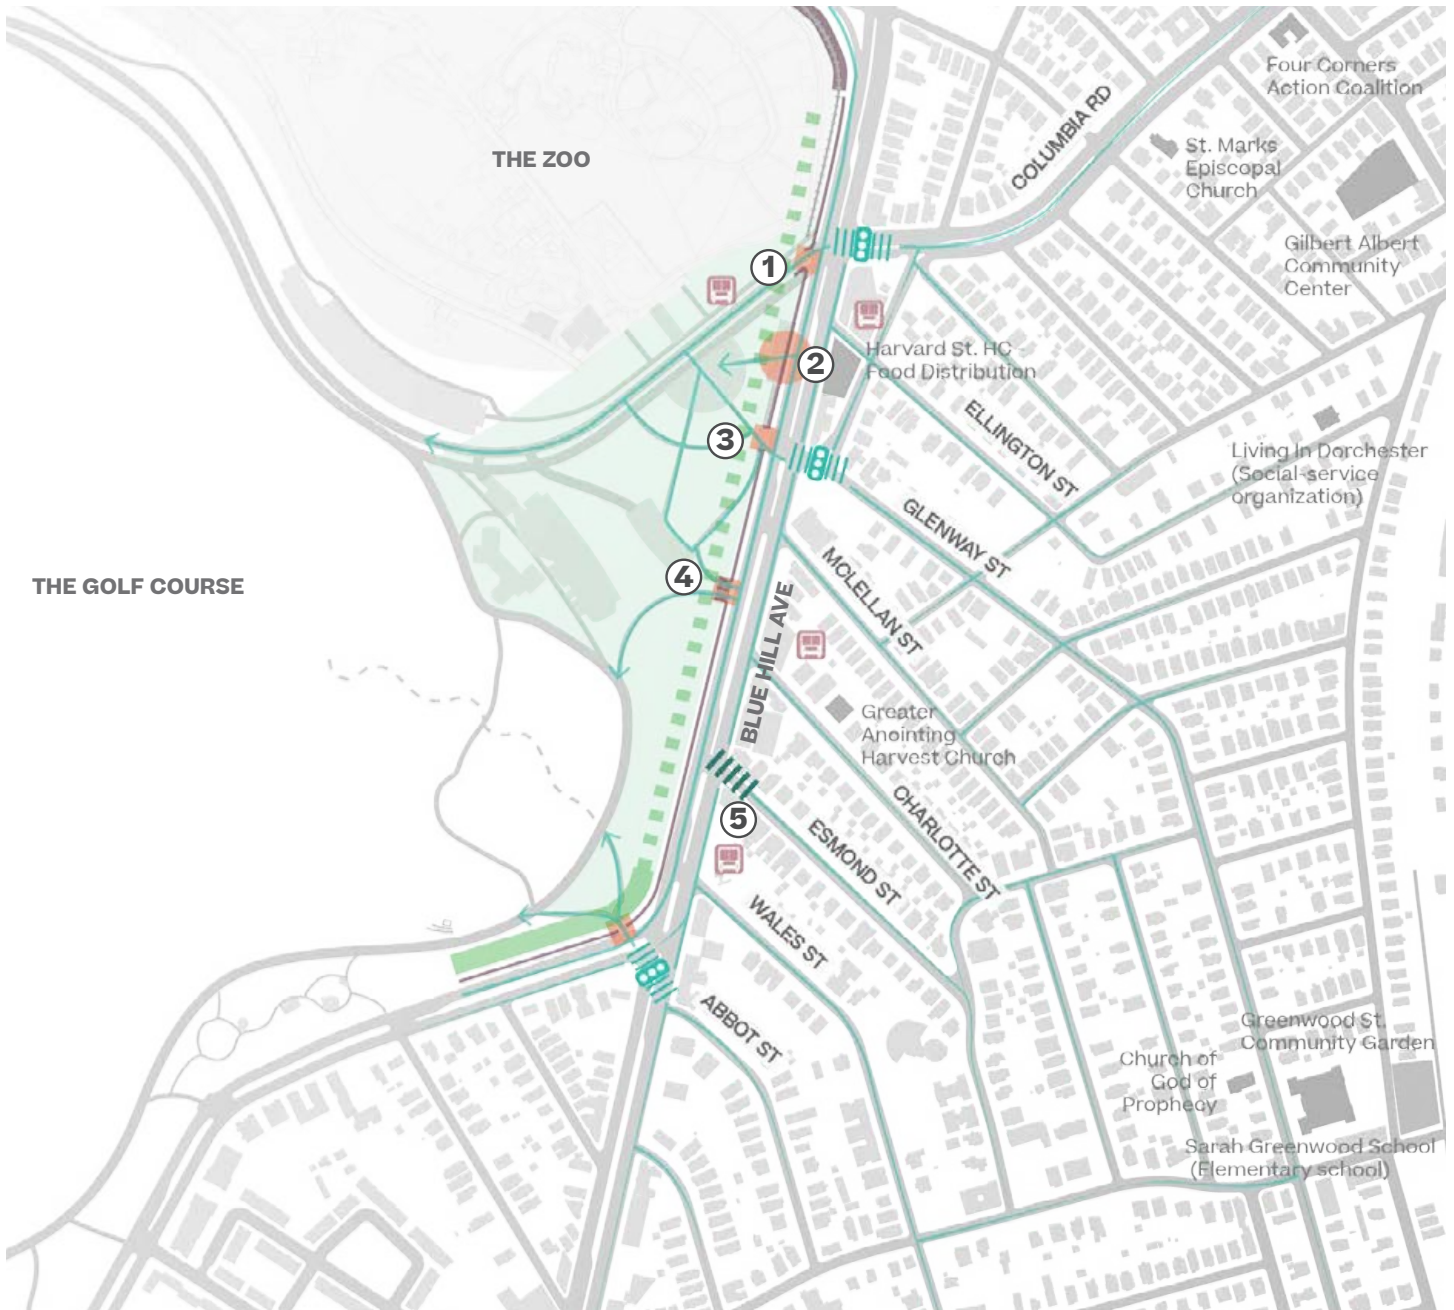 Four Corners
Action Coalition
COLUMBIA RD
St. Marks
Episcopal
Church
THE ZOO
Gilbert Albert
Community
Center
1
Harvard St. HC -
Food Distribution
2
ELLINGTON ST
3
Living In Dorchester
(Social-service
organization)
GLENWAY ST
MCLELLAN ST
4
THE GOLF COURSE
BLUE HILL AVE
Greater
Anointing
Harvest Church
CHARLOTTE ST
5
ESMOND ST
WALES ST
ABBOT ST
Greenwood St.
Community Garden
Church of
God of
Prophecy
Sarah Greenwood School
(Elementary school)